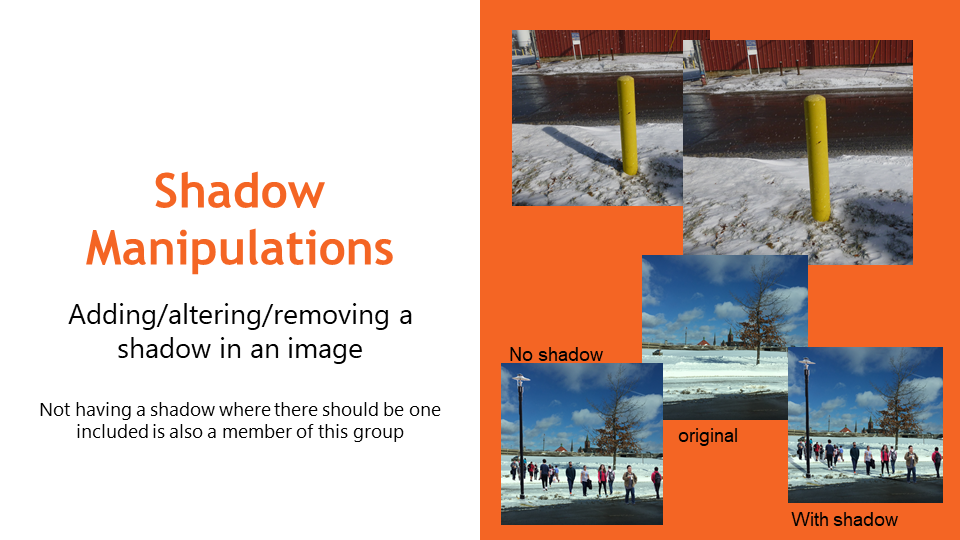 Shadow
Manipulations
Adding/altering/removing a
shadow in an image
Not having a shadow where there should be one
included is also a member of this group
No shadow
original
With shadow